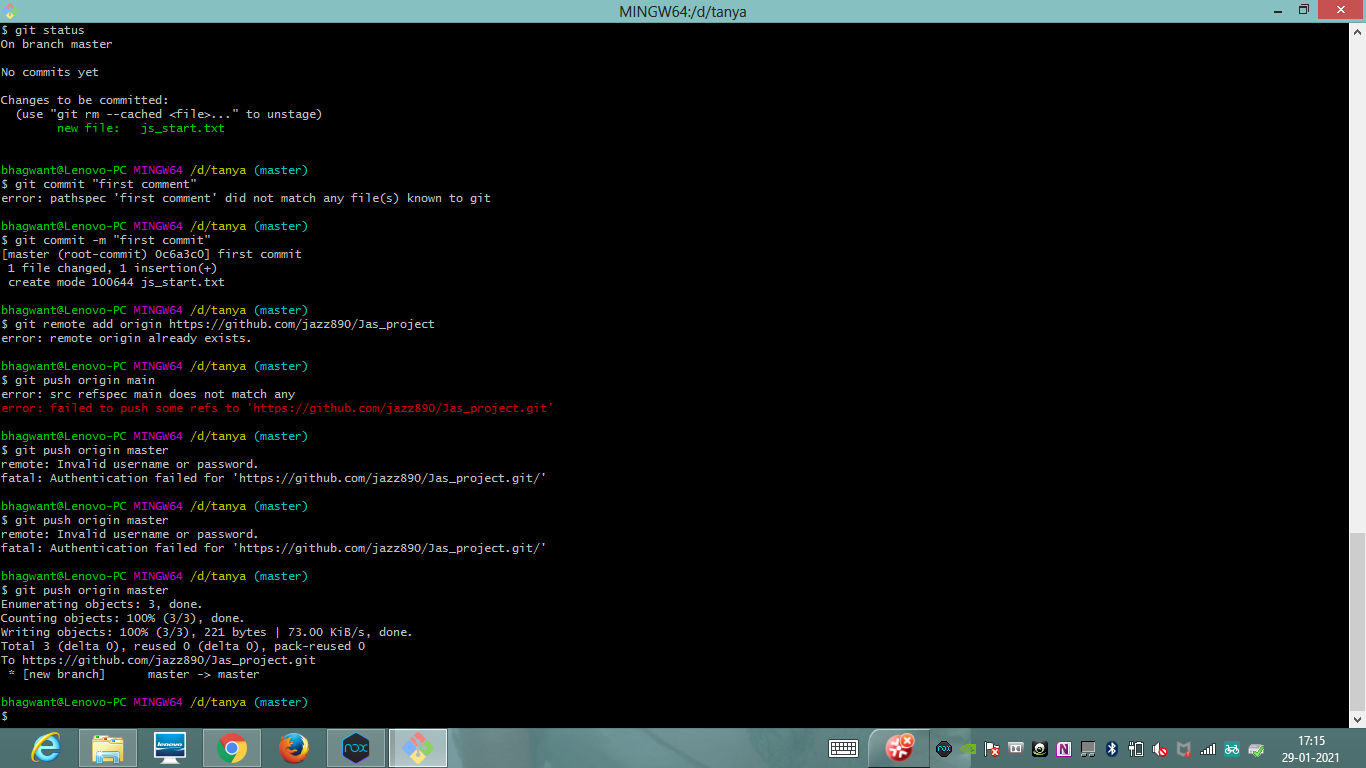 MINGW64:/d/tanya
$ git status
On branch master
No commits yet
Changes to be committed:
(use "git rm --cached <file>..." to unstage)
new file: js_start.txt
bhagwant@Lenovo-PC MINGW64 /d/tanya (master)
$ git commit "first comment"
error: pathspec 'first comment' did not match any file(s) known to git
bhagwant@Lenovo-PC MINGW64 /d/tanya (master)
$ git commit -m "first commit"
[master (root-commit) 0c6a3c0] first commit
1 file changed, 1 insertion(+)
create mode 100644 js_start.txt
bhagwant@Lenovo-PC MINGW64 /d/tanya (master)
$ git remote add origin https://github.com/jazz890/Jas_project
error: remote origin already exists.
bhagwant@Lenovo-PC MINGW64 /d/tanya (master)
$ git push origin main
error: src refspec main does not match any
error: failed to push some refs to 'https://github.com/jazz890/Jas_project.git'
bhagwant@Lenovo-PC MINGW64 /d/tanya (master)
$ git push origin master
remote: Invalid username or password.
fatal: Authentication failed for 'https://github.com/jazz890/Jas_project.git/'
bhagwant@Lenovo-PC MINGW64 /d/tanya (master)
$ git push origin master
remote: Invalid username or password.
fatal: Authentication failed for 'https://github.com/jazz890/Jas_project.git/'
bhagwant@Lenovo-PC MINGW64 /d/tanya (master)
$ git push origin master
Enumerating objects: 3, done.
Counting objects: 100% (3/3), done.
Writing objects: 100% (3/3), 221 bytes | 73.00 KiB/s, done.
Total 3 (delta 0), reused 0 (delta 0), pack-reused 0
To https://github.com/jazz890/Jas_project.git
* [new branch] master -> master
bhagwant@Lenovo-PC MINGW64 /d/tanya (master)
$
lenovo
nox
nox
17:15
29-01-2021